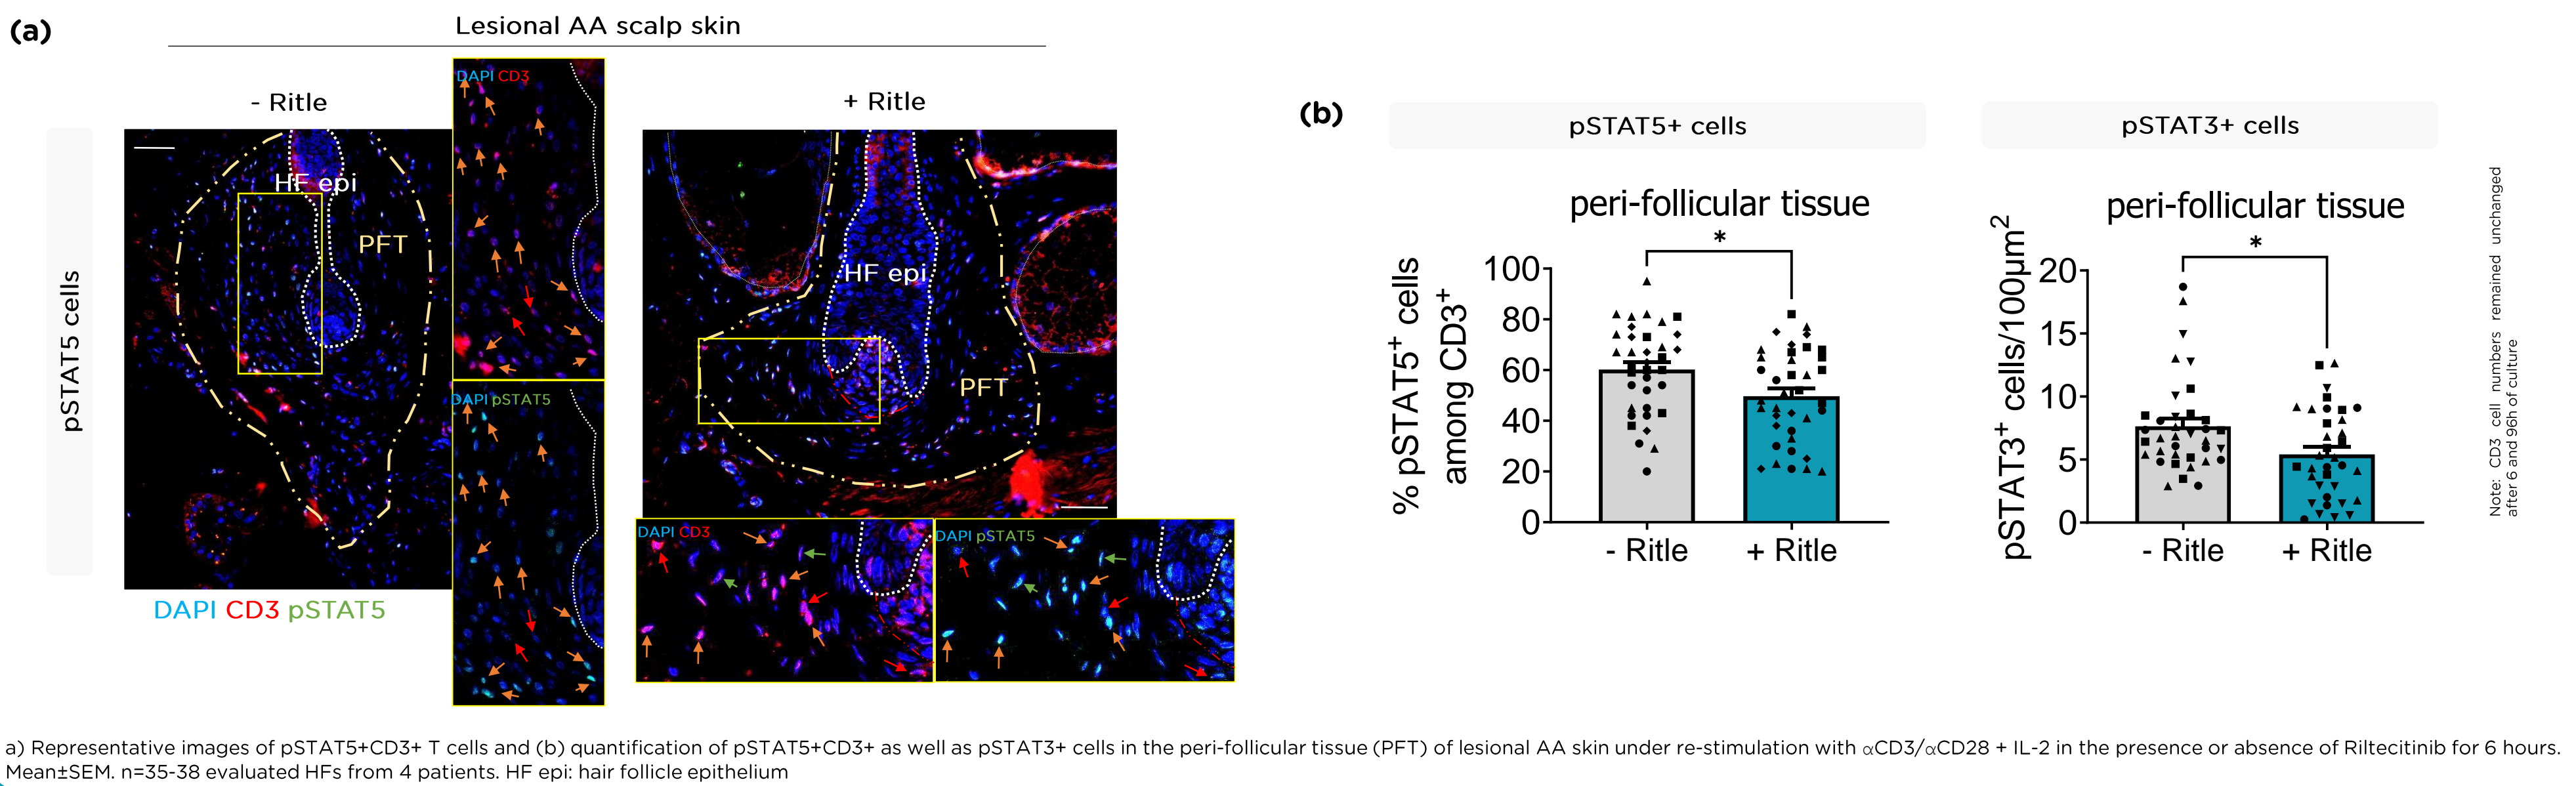 (a)
Lesional AA scalp skin
- Ritle
+ Ritle
pSTAT5 cells
HF epi
PFT
DAPI CD3
DAPI pSTAT5
HF epi
PFT
DAPI CD3
DAPI pSTAT5
DAPI CD3 pSTAT5
(b)
pSTAT5+ cells
peri-follicular tissue
*
% pSTAT5⁺ cells
among CD3⁺
100
80
60
40
20
0
- Ritle
+ Ritle
pSTAT3+ cells
peri-follicular tissue
*
pSTAT3⁺ cells/100µm²
20
15
10
5
0
- Ritle
+ Ritle
Note: CD3 cell numbers remained unchanged
after 6 and 96h of culture
a) Representative images of pSTAT5+CD3+ T cells and (b) quantification of pSTAT5+CD3+ as well as pSTAT3+ cells in the peri-follicular tissue (PFT) of lesional AA skin under re-stimulation with αCD3/αCD28 + IL-2 in the presence or absence of Riltecitinib for 6 hours.
Mean±SEM. n=35-38 evaluated HFs from 4 patients. HF epi: hair follicle epithelium